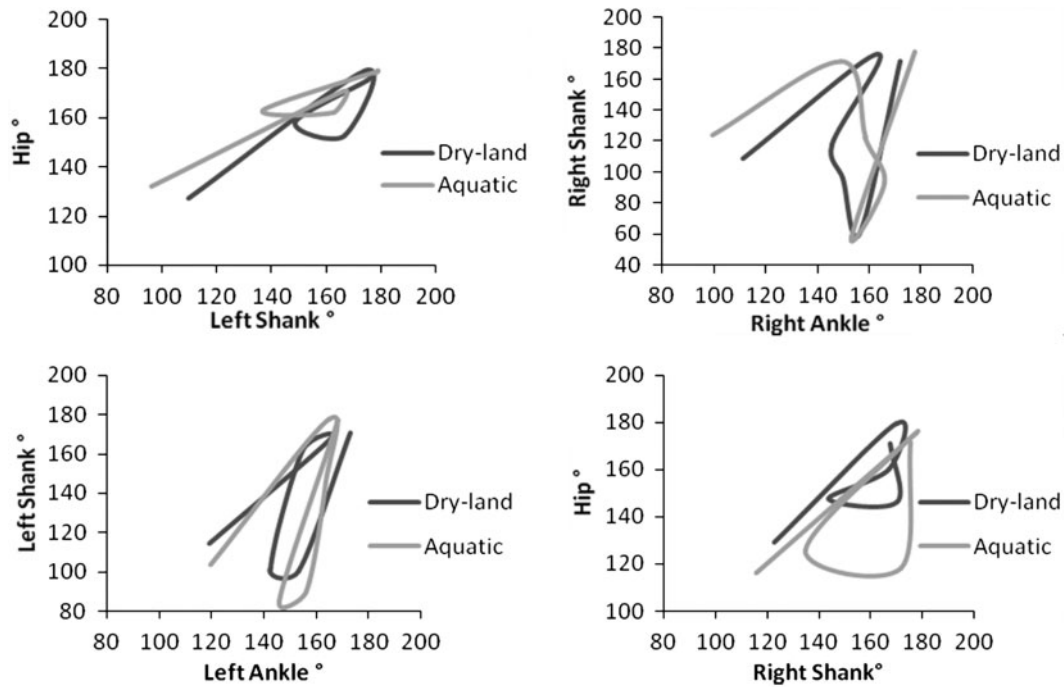 200
180
160
140
120
100
80 100 120 140 160 180 200
Hip °
Left Shank °
Dry-land
Aquatic
200
180
160
140
120
100
80
60
40
80 100 120 140 160 180 200
Right Shank °
Right Ankle °
Dry-land
Aquatic
200
180
160
140
120
100
80
80 100 120 140 160 180 200
Left Shank °
Left Ankle °
Dry-land
Aquatic
200
180
160
140
120
100
80 100 120 140 160 180 200
Hip °
Right Shank°
Dry-land
Aquatic